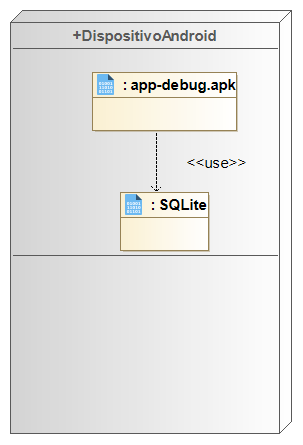 +DispositivoAndroid
: app-debug.apk
<<use>>
: SQLite